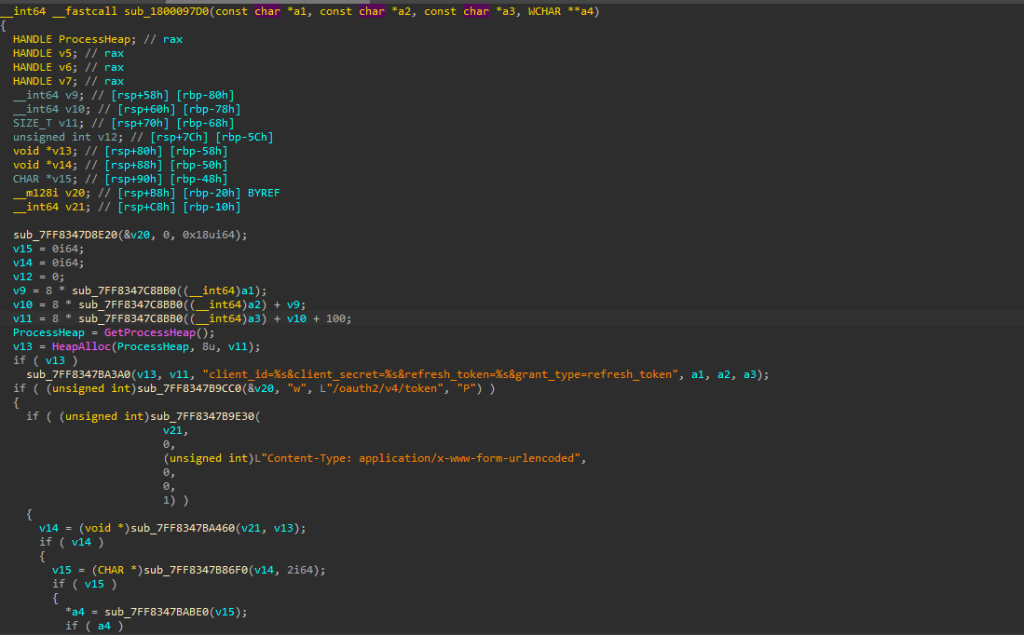 __int64 __fastcall sub_1800097D0(const char *a1, const char *a2, const char *a3, WCHAR **a4)
{
HANDLE ProcessHeap; // rax
HANDLE v5; // rax
HANDLE v6; // rax
HANDLE v7; // rax
__int64 v9; // [rsp+58h] [rbp-80h]
__int64 v10; // [rsp+60h] [rbp-78h]
SIZE_T v11; // [rsp+70h] [rbp-68h]
unsigned int v12; // [rsp+7Ch] [rbp-5Ch]
void *v13; // [rsp+80h] [rbp-58h]
void *v14; // [rsp+88h] [rbp-50h]
CHAR *v15; // [rsp+90h] [rbp-48h]
__m128i v20; // [rsp+B8h] [rbp-20h] BYREF
__int64 v21; // [rsp+C8h] [rbp-10h]
sub_7FF8347D8E20(&v20, 0, 0x18ui64);
v15 = 0i64;
v14 = 0i64;
v12 = 0;
v9 = 8 * sub_7FF8347C8BB0((__int64)a1);
v10 = 8 * sub_7FF8347C8BB0((__int64)a2) + v9;
v11 = 8 * sub_7FF8347C8BB0((__int64)a3) + v10 + 100;
ProcessHeap = GetProcessHeap();
v13 = HeapAlloc(ProcessHeap, 8u, v11);
if ( v13 )
sub_7FF8347BA3A0(v13, v11, "client_id=%s&client_secret=%s&refresh_token=%s&grant_type=refresh_token", a1, a2, a3);
if ( (unsigned int)sub_7FF8347B9CC0(&v20, "w", L"/oauth2/v4/token", "P") )
{
if ( (unsigned int)sub_7FF8347B9E30(
v21,
0,
(unsigned int)L"Content-Type: application/x-www-form-urlencoded",
0,
0,
1) )
{
v14 = (void *)sub_7FF8347BA460(v21, v13);
if ( v14 )
{
v15 = (CHAR *)sub_7FF8347B86F0(v14, 2i64);
if ( v15 )
{
*a4 = sub_7FF8347BABE0(v15);
if ( a4 )